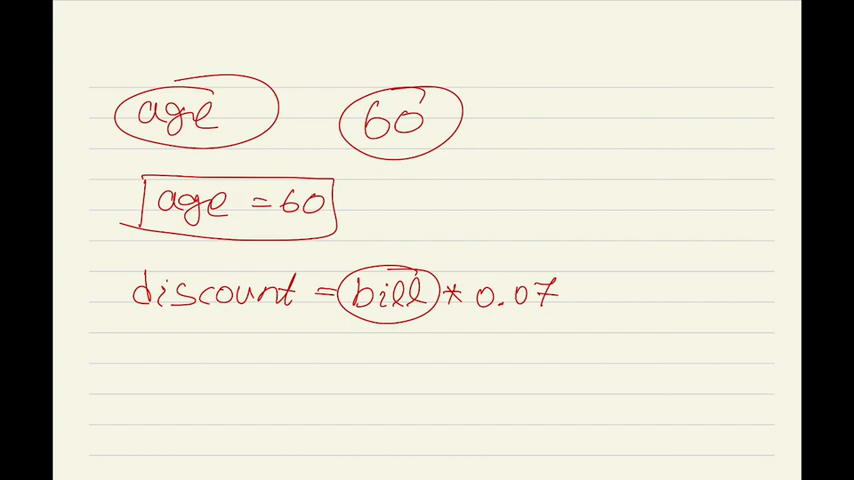 age 60
age = 60
discount = bill * 0.07